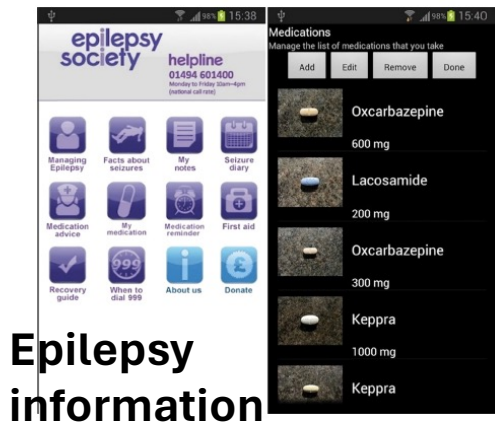 98% 15:38
epilepsy
society
helpline
01494 601400
Monday to Friday 10am-4pm
(national call rate)
Managing
Epilepsy
Facts about
seizures
My
notes
Seizure
diary
Medication
advice
My
medication
Medication
reminder
First aid
999
Recovery
guide
When to
dial 999
About us
£
Donate
98% 15:40
Medications
Manage the list of medications that you take
Add Edit Remove Done
Oxcarbazepine
600 mg
Lacosamide
200 mg
Oxcarbazepine
300 mg
Keppra
1000 mg
Keppra
Epilepsy
information